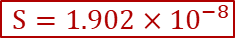 S = 1.902 × 10⁻⁸